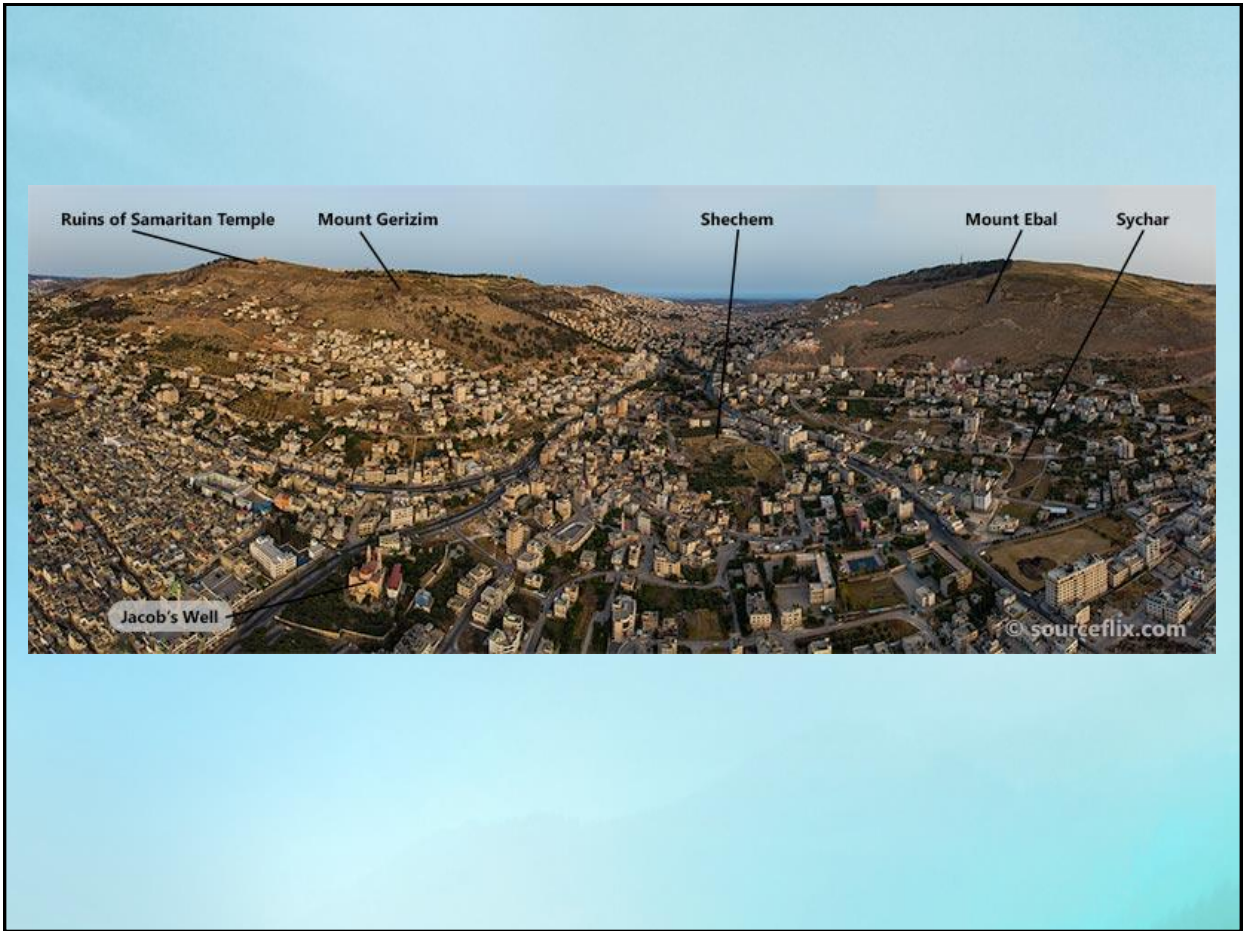 Ruins of Samaritan Temple
Mount Gerizim
Shechem
Mount Ebal
Sychar
Jacob's Well
© sourceflix.com